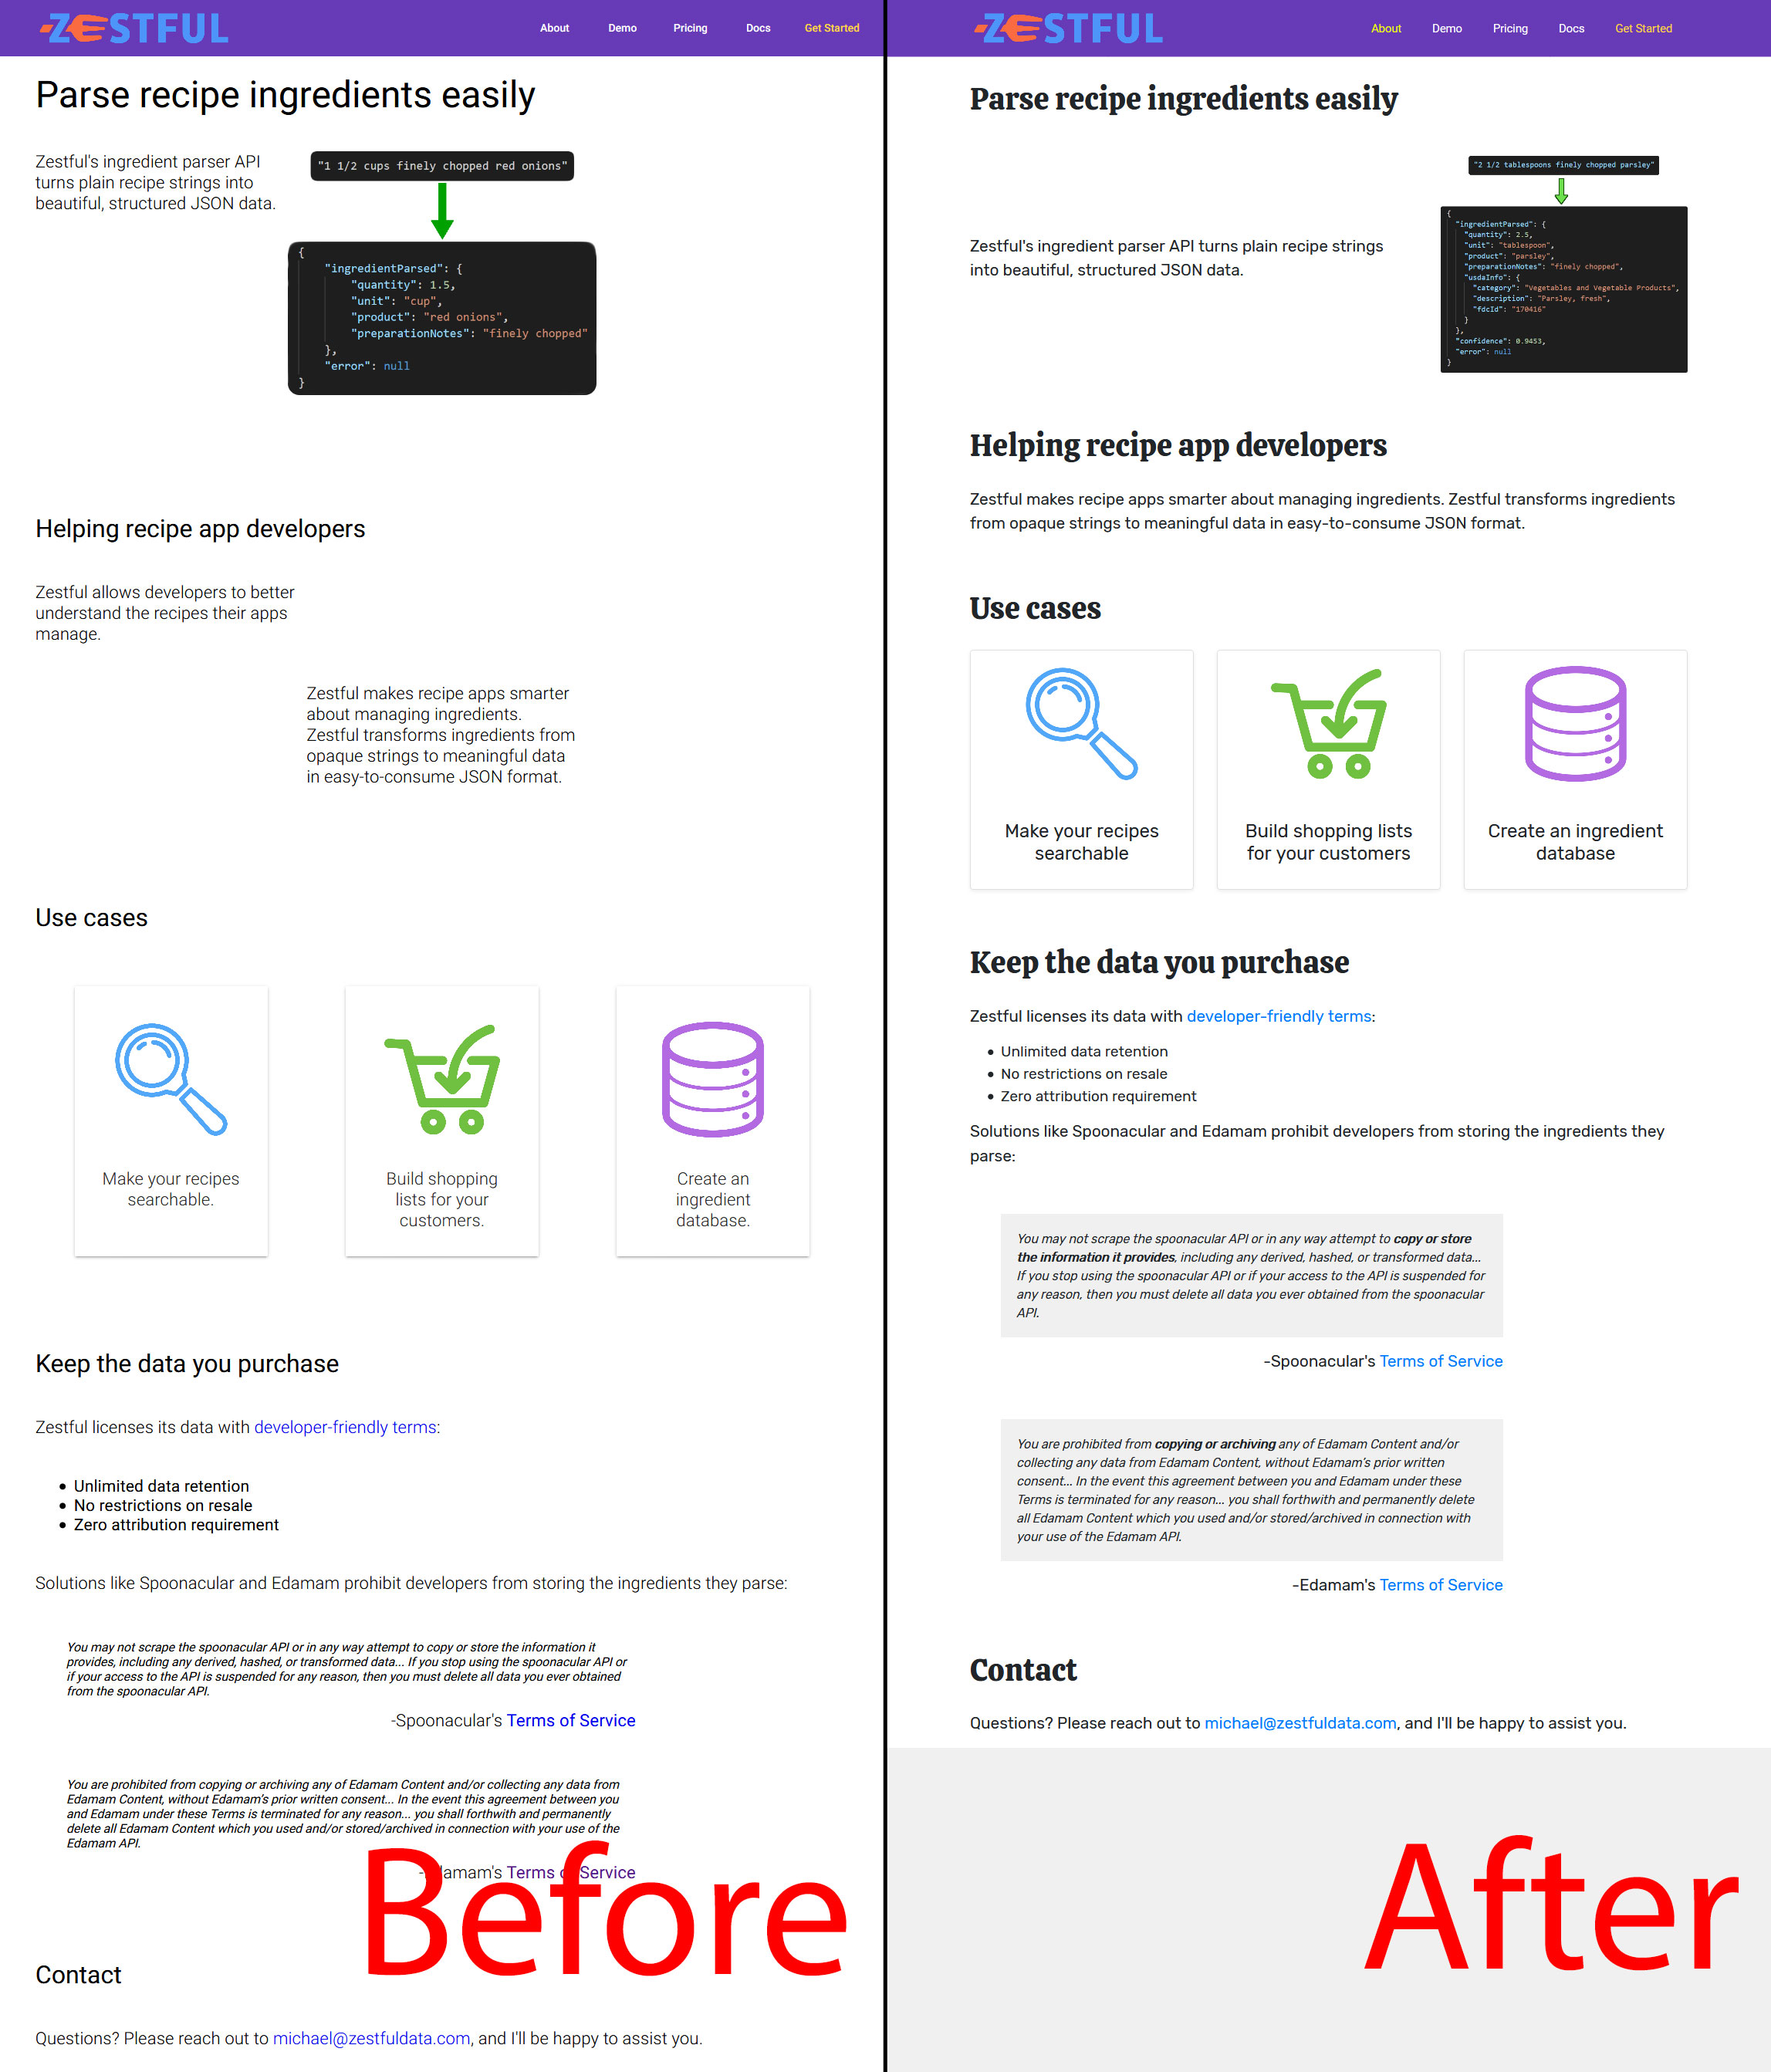 ZESTFUL
About Demo Pricing Docs Get Started
Parse recipe ingredients easily
Zestful's ingredient parser API
turns plain recipe strings into
beautiful, structured JSON data.
"1 1/2 cups finely chopped red onions"
{
"ingredientParsed": {
"quantity": 1.5,
"unit": "cup",
"product": "red onions",
"preparationNotes": "finely chopped"
},
"error": null
}
Helping recipe app developers
Zestful allows developers to better
understand the recipes their apps
manage.
Zestful makes recipe apps smarter
about managing ingredients.
Zestful transforms ingredients from
opaque strings to meaningful data
in easy-to-consume JSON format.
Use cases
Make your recipes
searchable.
Build shopping
lists for your
customers.
Create an
ingredient
database.
Keep the data you purchase
Zestful licenses its data with developer-friendly terms:
• Unlimited data retention
• No restrictions on resale
• Zero attribution requirement
Solutions like Spoonacular and Edamam prohibit developers from storing the ingredients they parse:
You may not scrape the spoonacular API or in any way attempt to copy or store the information it
provides, including any derived, hashed, or transformed data... If you stop using the spoonacular API or
if your access to the API is suspended for any reason, then you must delete all data you ever obtained
from the spoonacular API.
-Spoonacular's Terms of Service
You are prohibited from copying or archiving any of Edamam Content and/or collecting any data from
Edamam Content, without Edamam's prior written consent... In the event this agreement between you
and Edamam under these Terms is terminated for any reason... you shall forthwith and permanently
delete all Edamam Content which you used and/or stored/archived in connection with your use of the
Edamam API.
-Edamam's Terms of Service
Before
Contact
Questions? Please reach out to michael@zestfuldata.com, and I'll be happy to assist you.
ZESTFUL
About Demo Pricing Docs Get Started
Parse recipe ingredients easily
Zestful's ingredient parser API turns plain recipe strings
into beautiful, structured JSON data.
"2 1/2 tablespoons finely chopped parsley"
{
"ingredientParsed": {
"quantity": 2.5,
"unit": "tablespoon",
"product": "parsley",
"preparationNotes": "finely chopped",
"usdaInfo": {
"category": "Vegetables and Vegetable Products",
"description": "Parsley, fresh",
"fdcId": "170416"
}
},
"confidence": 0.9453,
"error": null
}
Helping recipe app developers
Zestful makes recipe apps smarter about managing ingredients. Zestful transforms ingredients
from opaque strings to meaningful data in easy-to-consume JSON format.
Use cases
Make your recipes
searchable
Build shopping lists
for your customers
Create an ingredient
database
Keep the data you purchase
Zestful licenses its data with developer-friendly terms:
• Unlimited data retention
• No restrictions on resale
• Zero attribution requirement
Solutions like Spoonacular and Edamam prohibit developers from storing the ingredients they
parse:
You may not scrape the spoonacular API or in any way attempt to copy or store
the information it provides, including any derived, hashed, or transformed data...
If you stop using the spoonacular API or if your access to the API is suspended for
any reason, then you must delete all data you ever obtained from the spoonacular
API.
-Spoonacular's Terms of Service
You are prohibited from copying or archiving any of Edamam Content and/or
collecting any data from Edamam Content, without Edamam's prior written
consent... In the event this agreement between you and Edamam under these
Terms is terminated for any reason... you shall forthwith and permanently delete
all Edamam Content which you used and/or stored/archived in connection with
your use of the Edamam API.
-Edamam's Terms of Service
Contact
Questions? Please reach out to michael@zestfuldata.com, and I'll be happy to assist you.
After